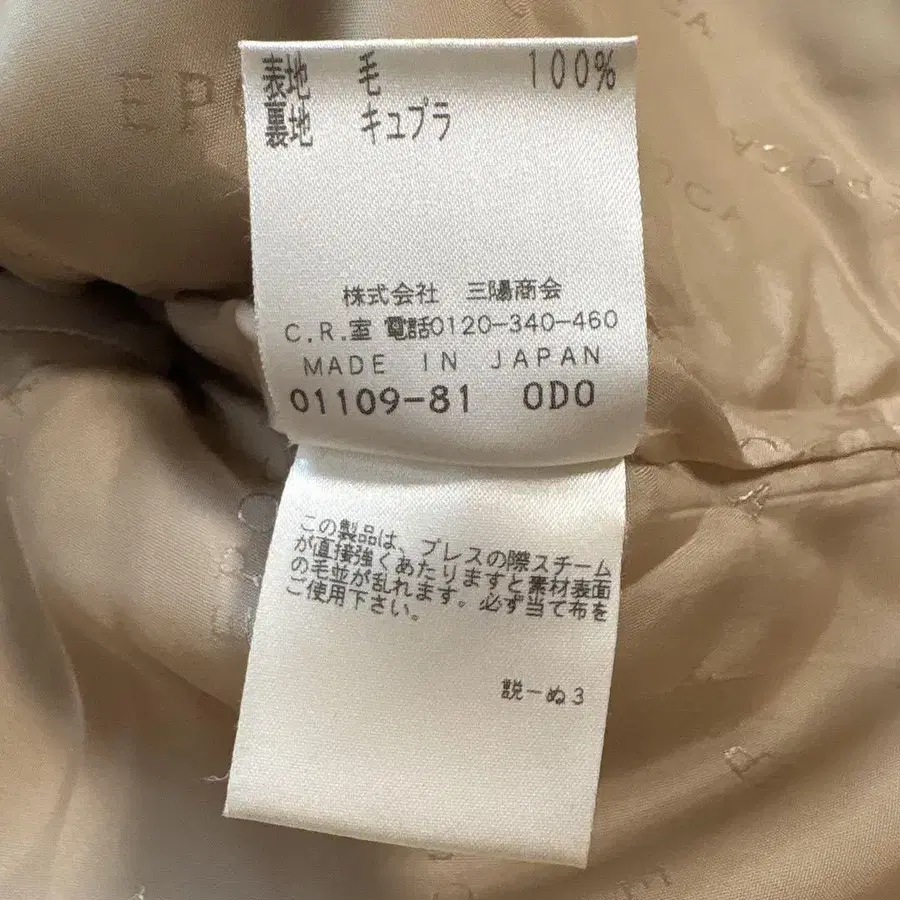 表地 毛 100%
裏地 キュプラ
株式会社 三陽商会
C.R.室 電話0120-340-460
MADE IN JAPAN
01109-81 ODO
この製品は、プレスの際スチーム
が直接強くあたりますと素材表面
の毛並が乱れます。必ず当て布を
ご使用下さい。
説ーぬ3